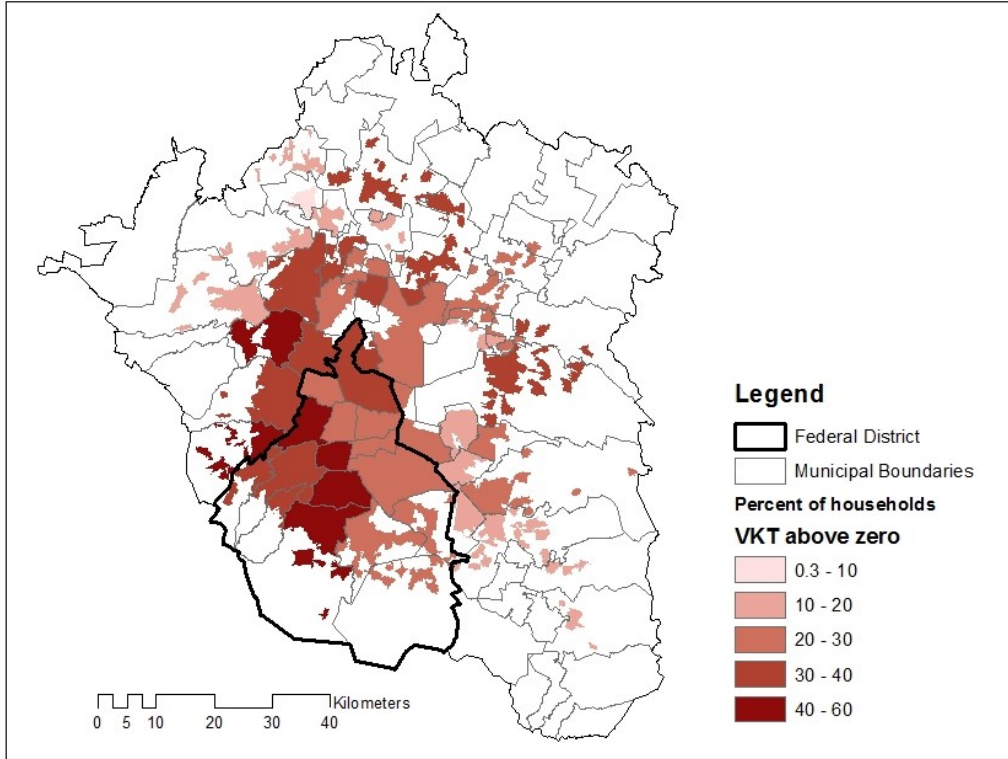 Legend
Federal District
Municipal Boundaries
Percent of households
VKT above zero
0.3 - 10
10 - 20
20 - 30
30 - 40
40 - 60
Kilometers
0 5 10 20 30 40